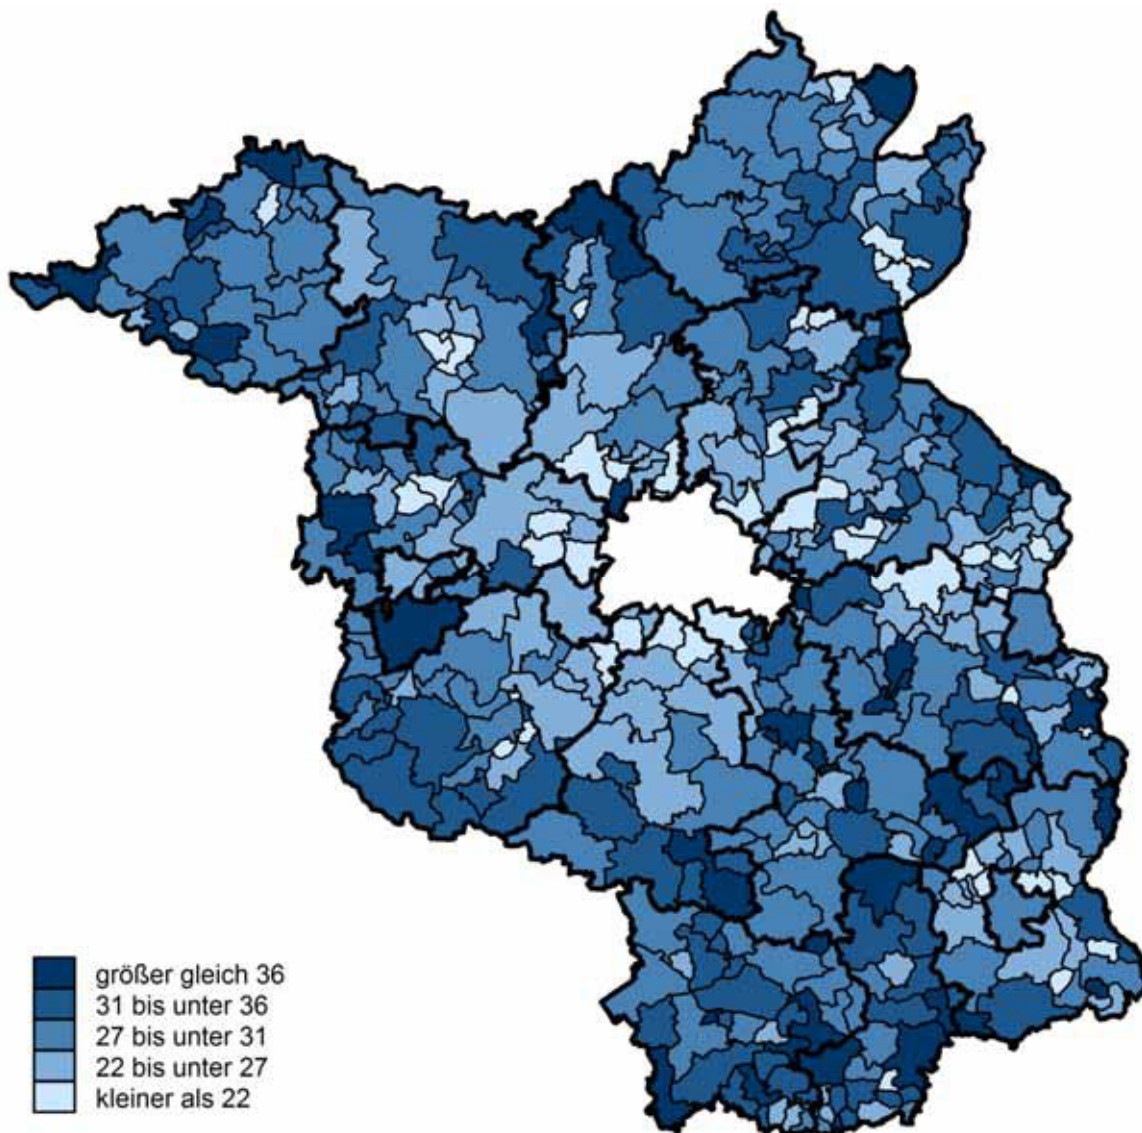 größer gleich 36
31 bis unter 36
27 bis unter 31
22 bis unter 27
kleiner als 22